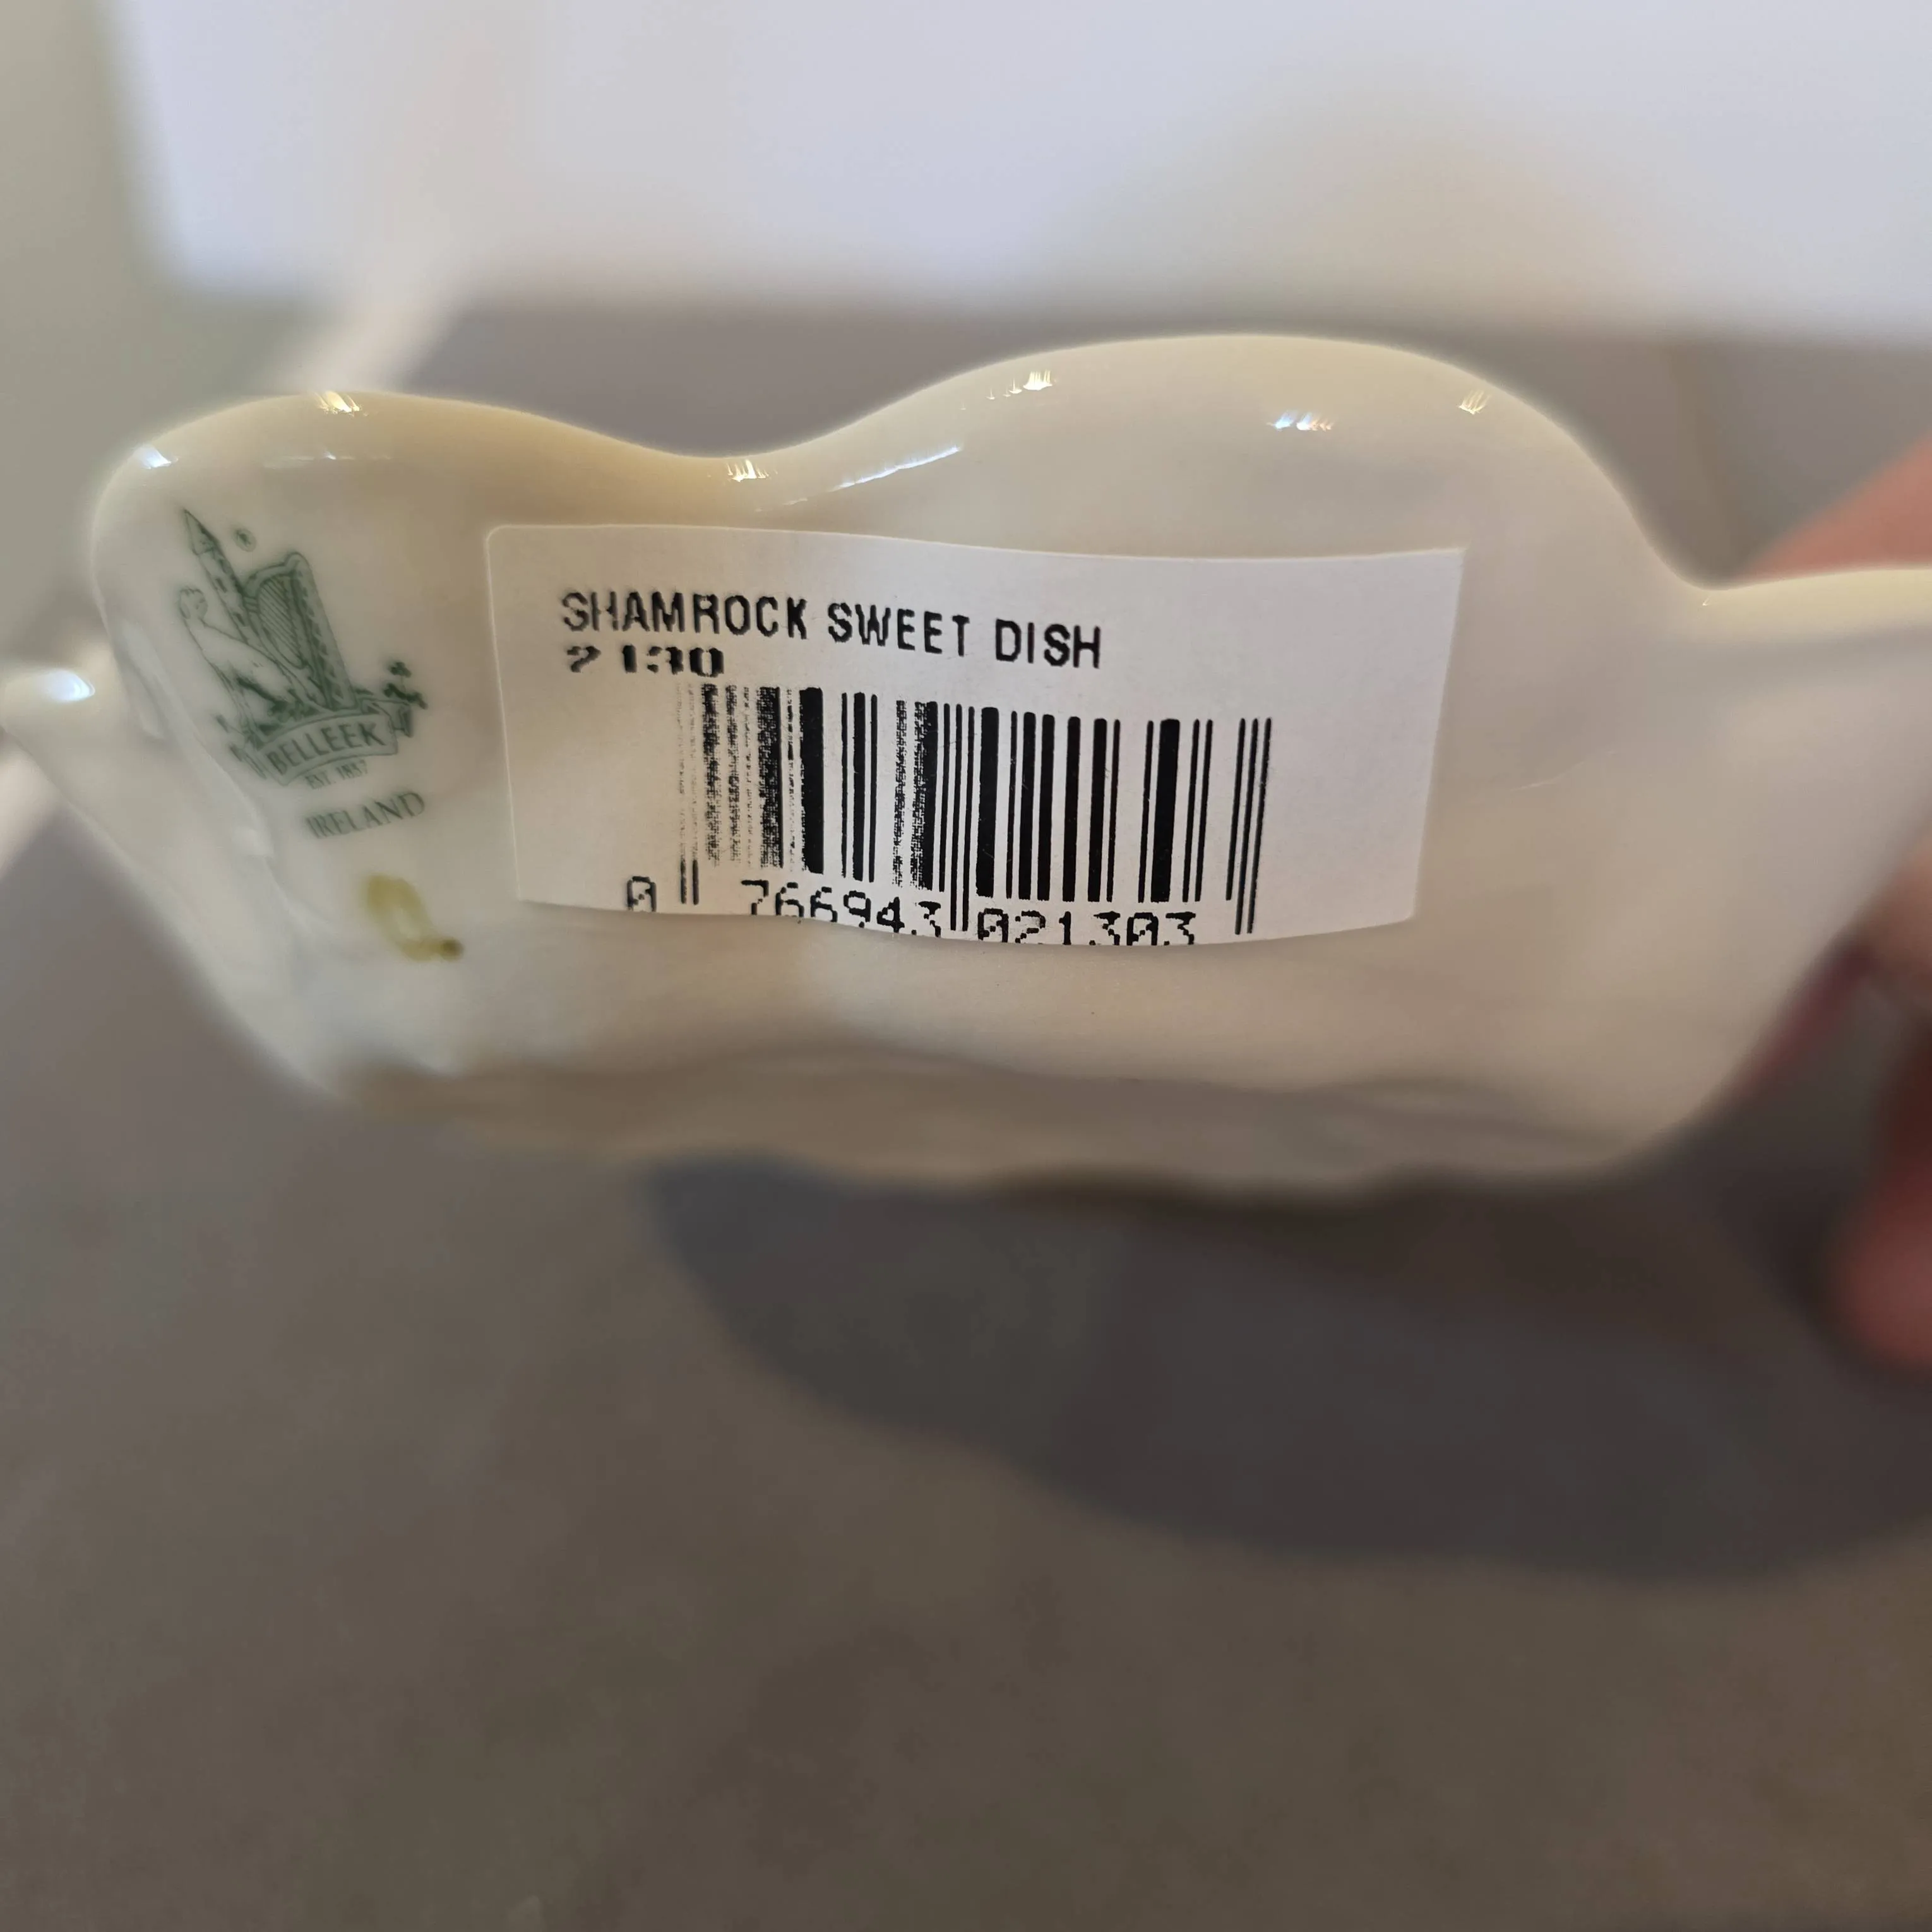 ®
BELLEEK
EST 1857
IRELAND
SHAMROCK SWEET DISH
2130
0 766943 021303